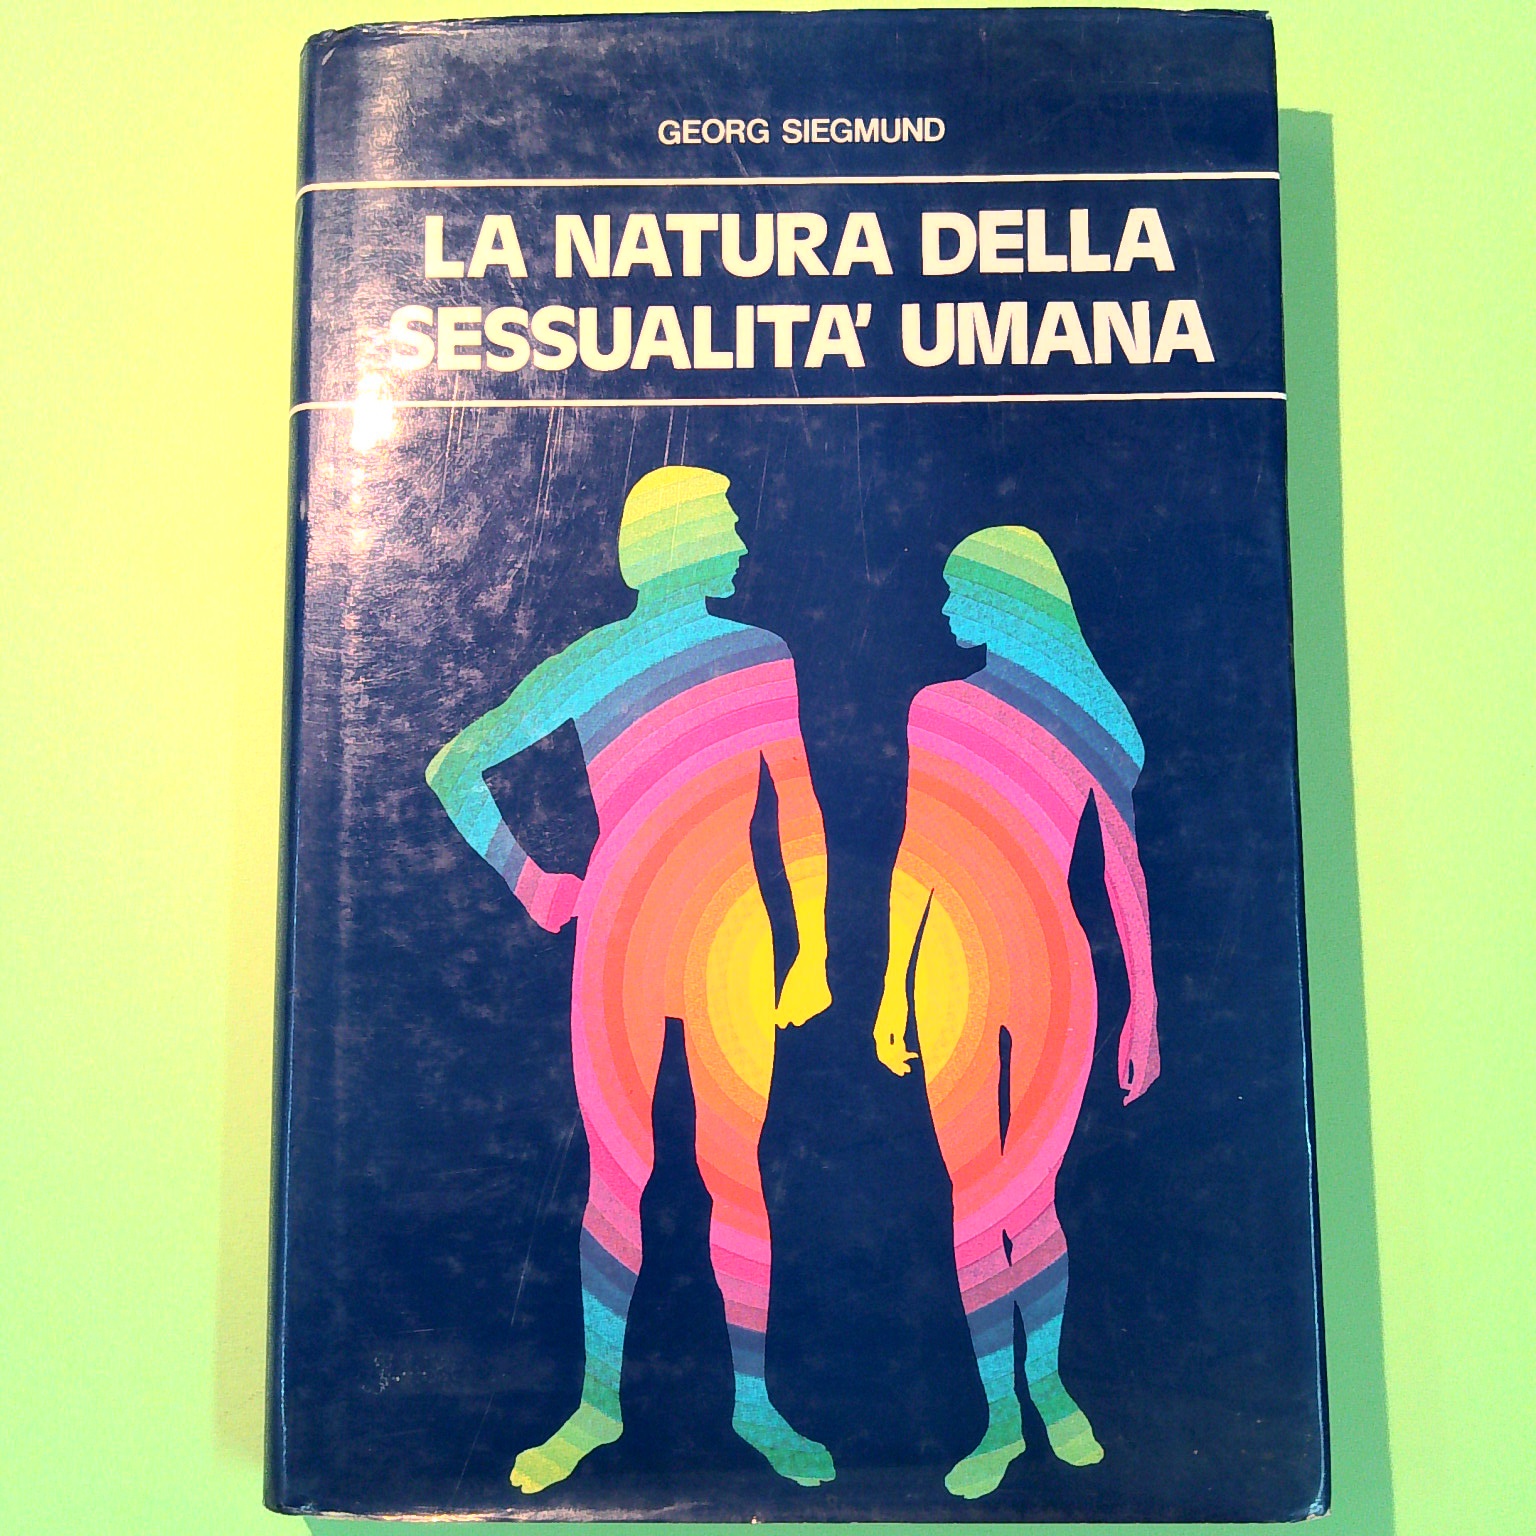 GEORG SIEGMUND
LA NATURA DELLA
SESSUALITA' UMANA